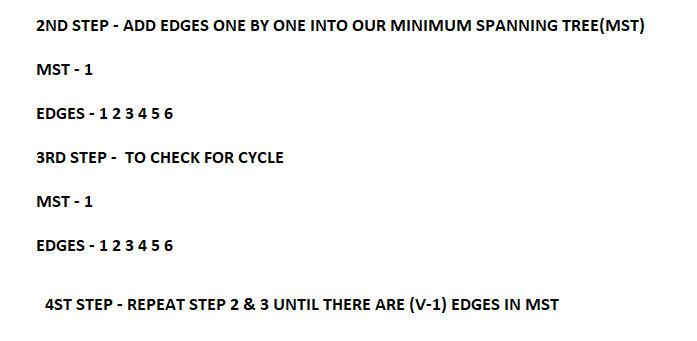 2ND STEP - ADD EDGES ONE BY ONE INTO OUR MINIMUM SPANNING TREE(MST)
MST - 1
EDGES - 1 2 3 4 5 6
3RD STEP -  TO CHECK FOR CYCLE
MST - 1
EDGES - 1 2 3 4 5 6
4ST STEP - REPEAT STEP 2 & 3 UNTIL THERE ARE (V-1) EDGES IN MST